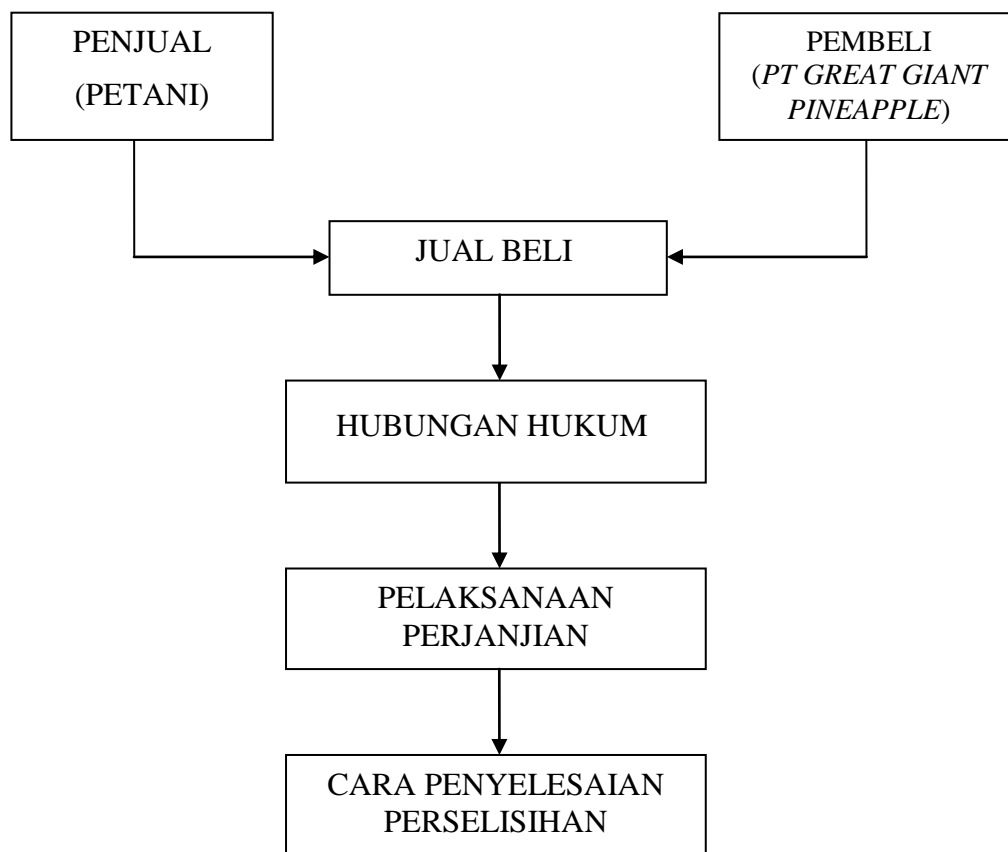 PENJUAL
(PETANI)
PEMBELI
(PT GREAT GIANT
PINEAPPLE)
JUAL BELI
HUBUNGAN HUKUM
PELAKSANAAN
PERJANJIAN
CARA PENYELESAIAN
PERSELISIHAN